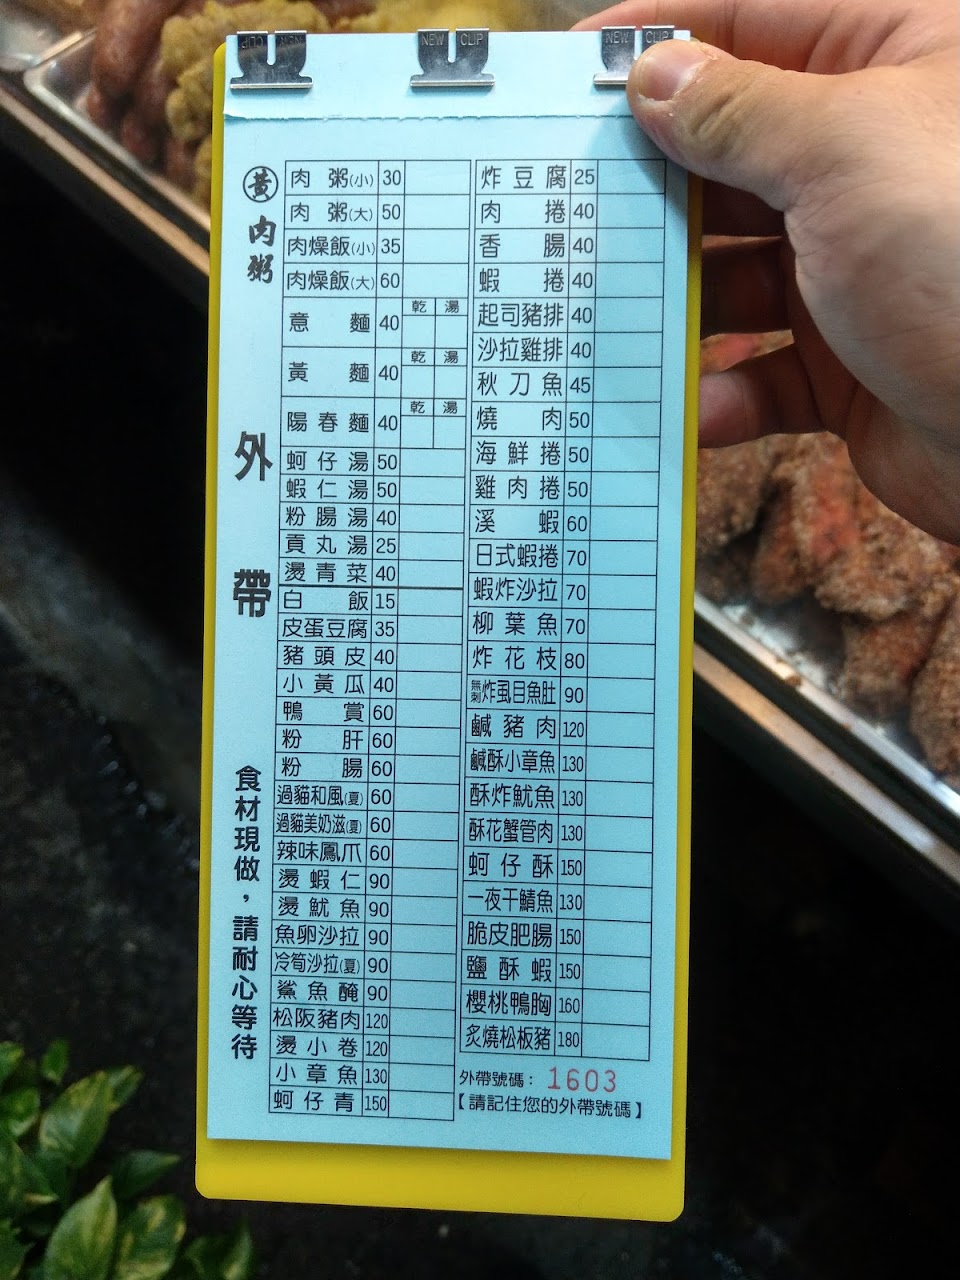 NEW CLIP
NEW CLIP
NEW CLIP
黃
肉粥
外帶
食材現做，請耐心等待
肉粥(小) 30
肉粥(大) 50
肉燥飯(小) 35
肉燥飯(大) 60
意麵 40 乾 湯
黃麵 40 乾 湯
陽春麵 40 乾 湯
蚵仔湯 50
蝦仁湯 50
粉腸湯 40
貢丸湯 25
燙青菜 40
白飯 15
皮蛋豆腐 35
豬頭皮 40
小黃瓜 40
鴨賞 60
粉肝 60
粉腸 60
過貓和風(夏) 60
過貓美奶滋(夏) 60
辣味鳳爪 60
燙蝦仁 90
燙魷魚 90
魚卵沙拉 90
冷筍沙拉(夏) 90
鯊魚醃 90
松阪豬肉 120
燙小卷 120
小章魚 130
蚵仔青 150
炸豆腐 25
肉捲 40
香腸 40
蝦捲 40
起司豬排 40
沙拉雞排 40
秋刀魚 45
燒肉 50
海鮮捲 50
雞肉捲 50
溪蝦 60
日式蝦捲 70
蝦炸沙拉 70
柳葉魚 70
炸花枝 80
無刺炸虱目魚肚 90
鹹豬肉 120
鹹酥小章魚 130
酥炸魷魚 130
酥花蟹管肉 130
蚵仔酥 150
一夜干鯖魚 130
脆皮肥腸 150
鹽酥蝦 150
櫻桃鴨胸 160
炙燒松板豬 180
外帶號碼：1603
【請記住您的外帶號碼】